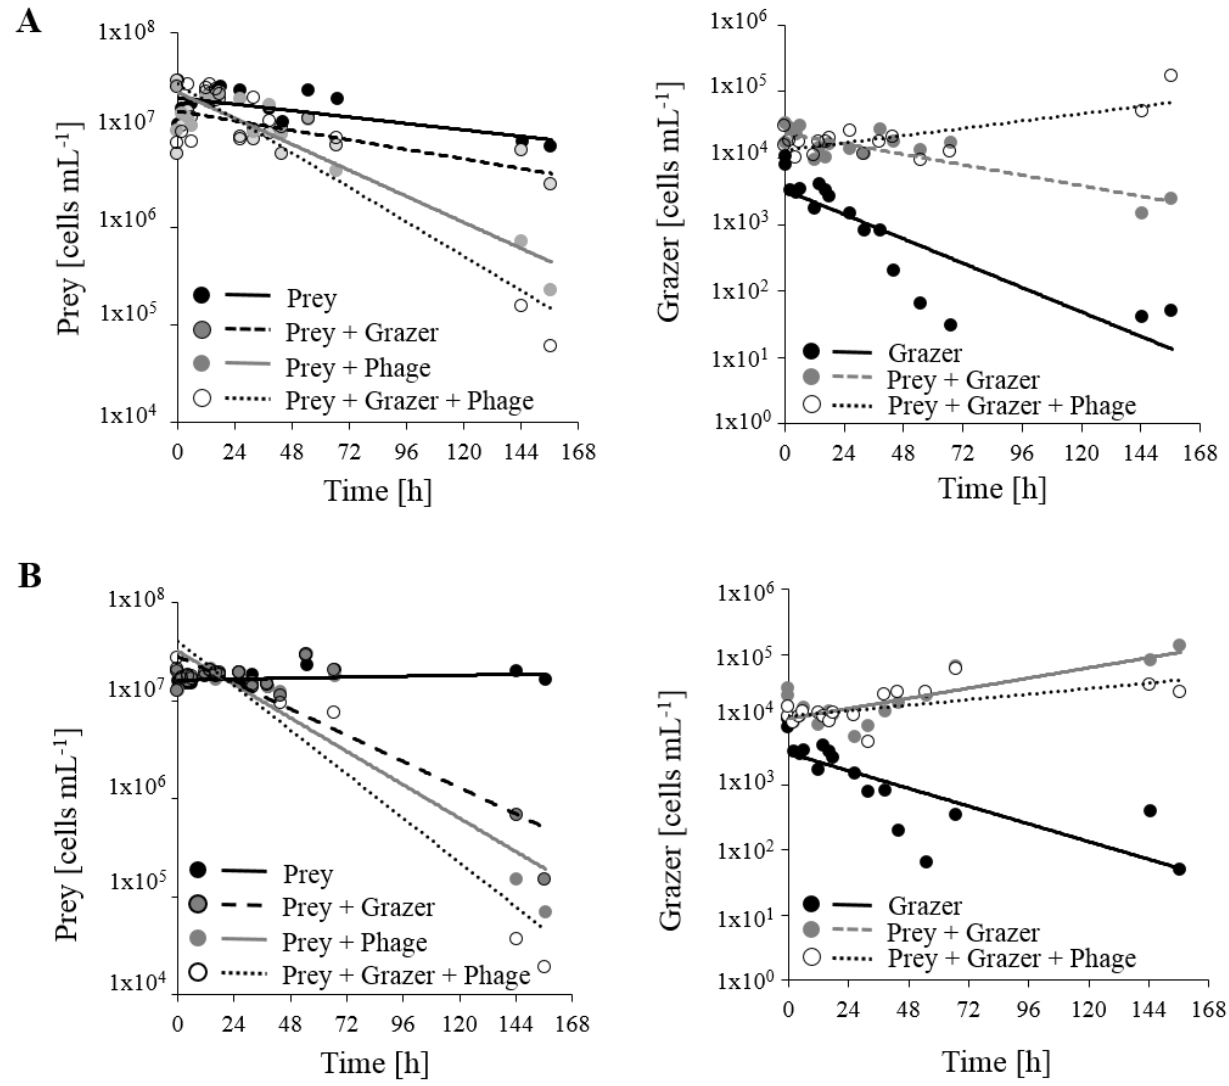 A
Prey [cells mL-1]
1x10^8
1x10^7
1x10^6
1x10^5
1x10^4
Prey
Prey + Grazer
Prey + Phage
Prey + Grazer + Phage
0 24 48 72 96 120 144 168
Time [h]
Grazer [cells mL-1]
1x10^6
1x10^5
1x10^4
1x10^3
1x10^2
1x10^1
1x10^0
Grazer
Prey + Grazer
Prey + Grazer + Phage
0 24 48 72 96 120 144 168
Time [h]
B
Prey [cells mL-1]
1x10^8
1x10^7
1x10^6
1x10^5
1x10^4
Prey
Prey + Grazer
Prey + Phage
Prey + Grazer + Phage
0 24 48 72 96 120 144 168
Time [h]
Grazer [cells mL-1]
1x10^6
1x10^5
1x10^4
1x10^3
1x10^2
1x10^1
1x10^0
Grazer
Prey + Grazer
Prey + Grazer + Phage
0 24 48 72 96 120 144 168
Time [h]